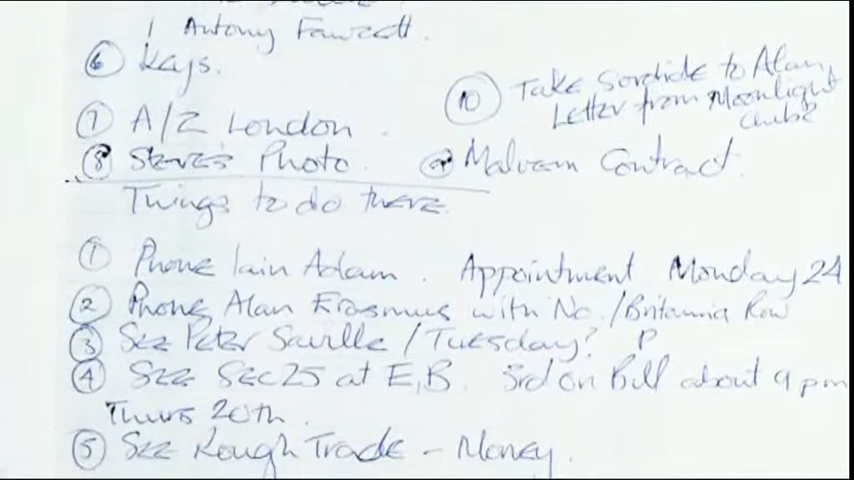 1 Antony Fawcett.
⑥ Keys.
⑦ A/Z London.
⑧ Steve's Photo.
⑨ Malvern Contract.
⑩ Take Sordide to Alan,
Letter from Moonlight
Club?
Things to do there.
① Phone Iain Adam. Appointment Monday 24
② Phone Alan Erasmus with No. / Britannia Row
③ See Peter Saville / Tuesday? P
④ See Sec 25 at E,B. 3rd on Bill about 9 pm
Thurs 20th.
⑤ See Rough Trade - Money.